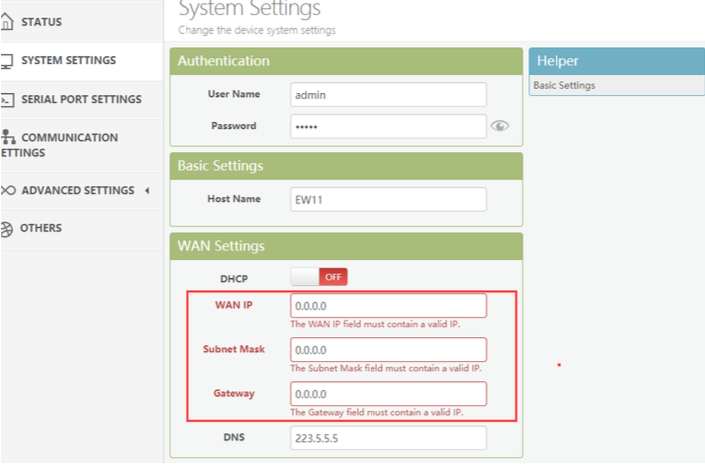 System Settings
Change the device system settings
STATUS
SYSTEM SETTINGS
SERIAL PORT SETTINGS
COMMUNICATION
ETTINGS
ADVANCED SETTINGS
OTHERS
Authentication
User Name admin
Password •••••
Basic Settings
Host Name EW11
WAN Settings
DHCP OFF
WAN IP 0.0.0.0
The WAN IP field must contain a valid IP.
Subnet Mask 0.0.0.0
The Subnet Mask field must contain a valid IP.
Gateway 0.0.0.0
The Gateway field must contain a valid IP.
DNS 223.5.5.5
Helper
Basic Settings